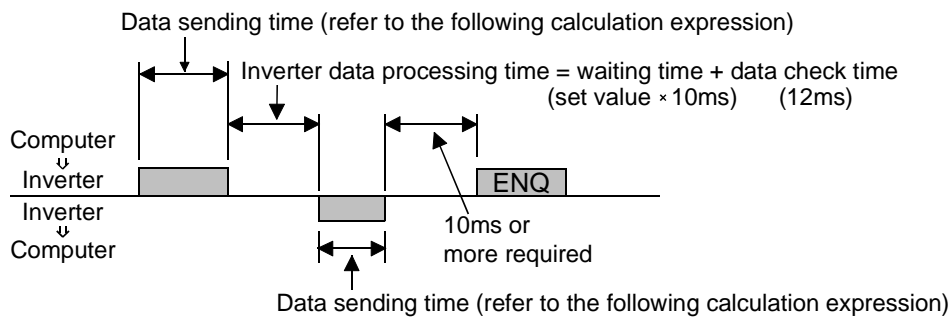 Data sending time (refer to the following calculation expression)
Inverter data processing time = waiting time + data check time
(set value × 10ms) (12ms)
Computer
⇓
Inverter
ENQ
Inverter
⇓
Computer
10ms or
more required
Data sending time (refer to the following calculation expression)